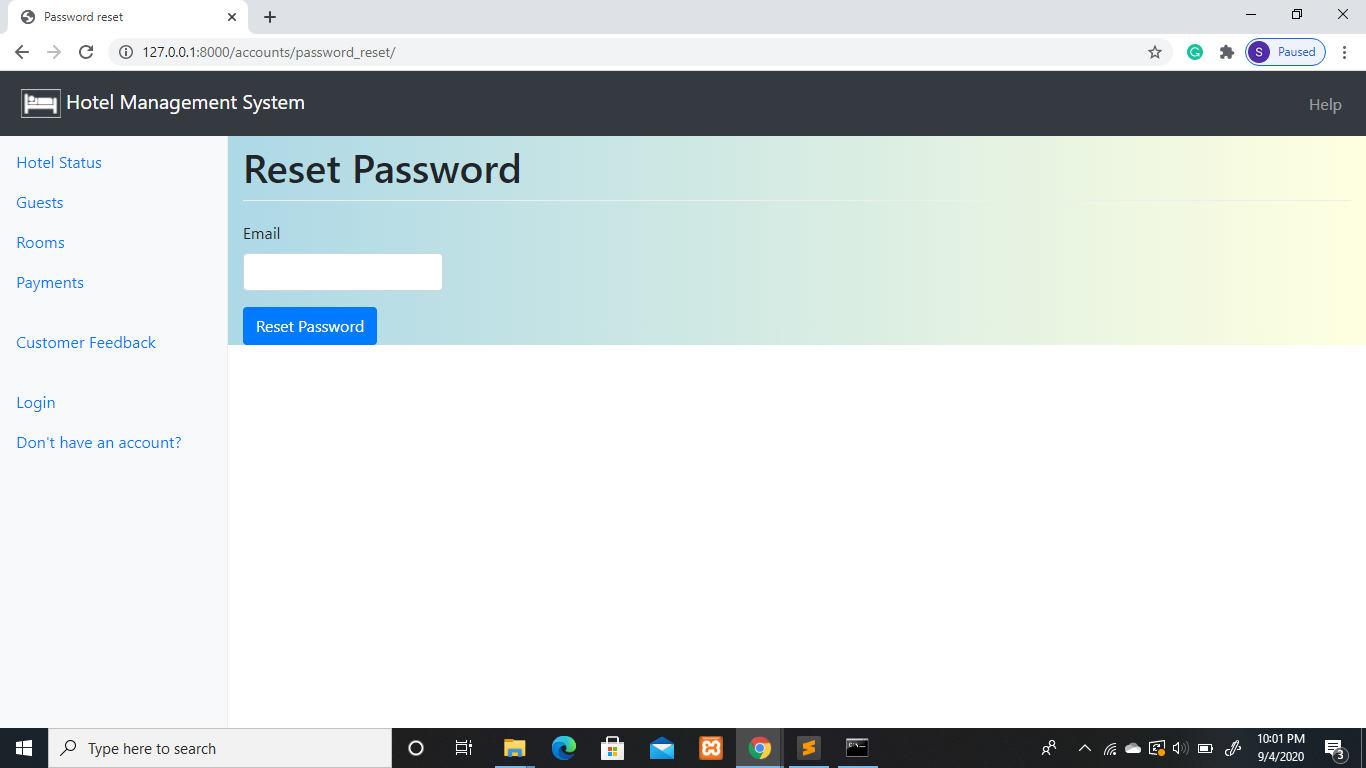 Password reset
127.0.0.1:8000/accounts/password_reset/
S Paused
Hotel Management System
Help
Hotel Status
Guests
Rooms
Payments
Customer Feedback
Login
Don't have an account?
Reset Password
Email
Reset Password
Type here to search
10:01 PM
9/4/2020
3